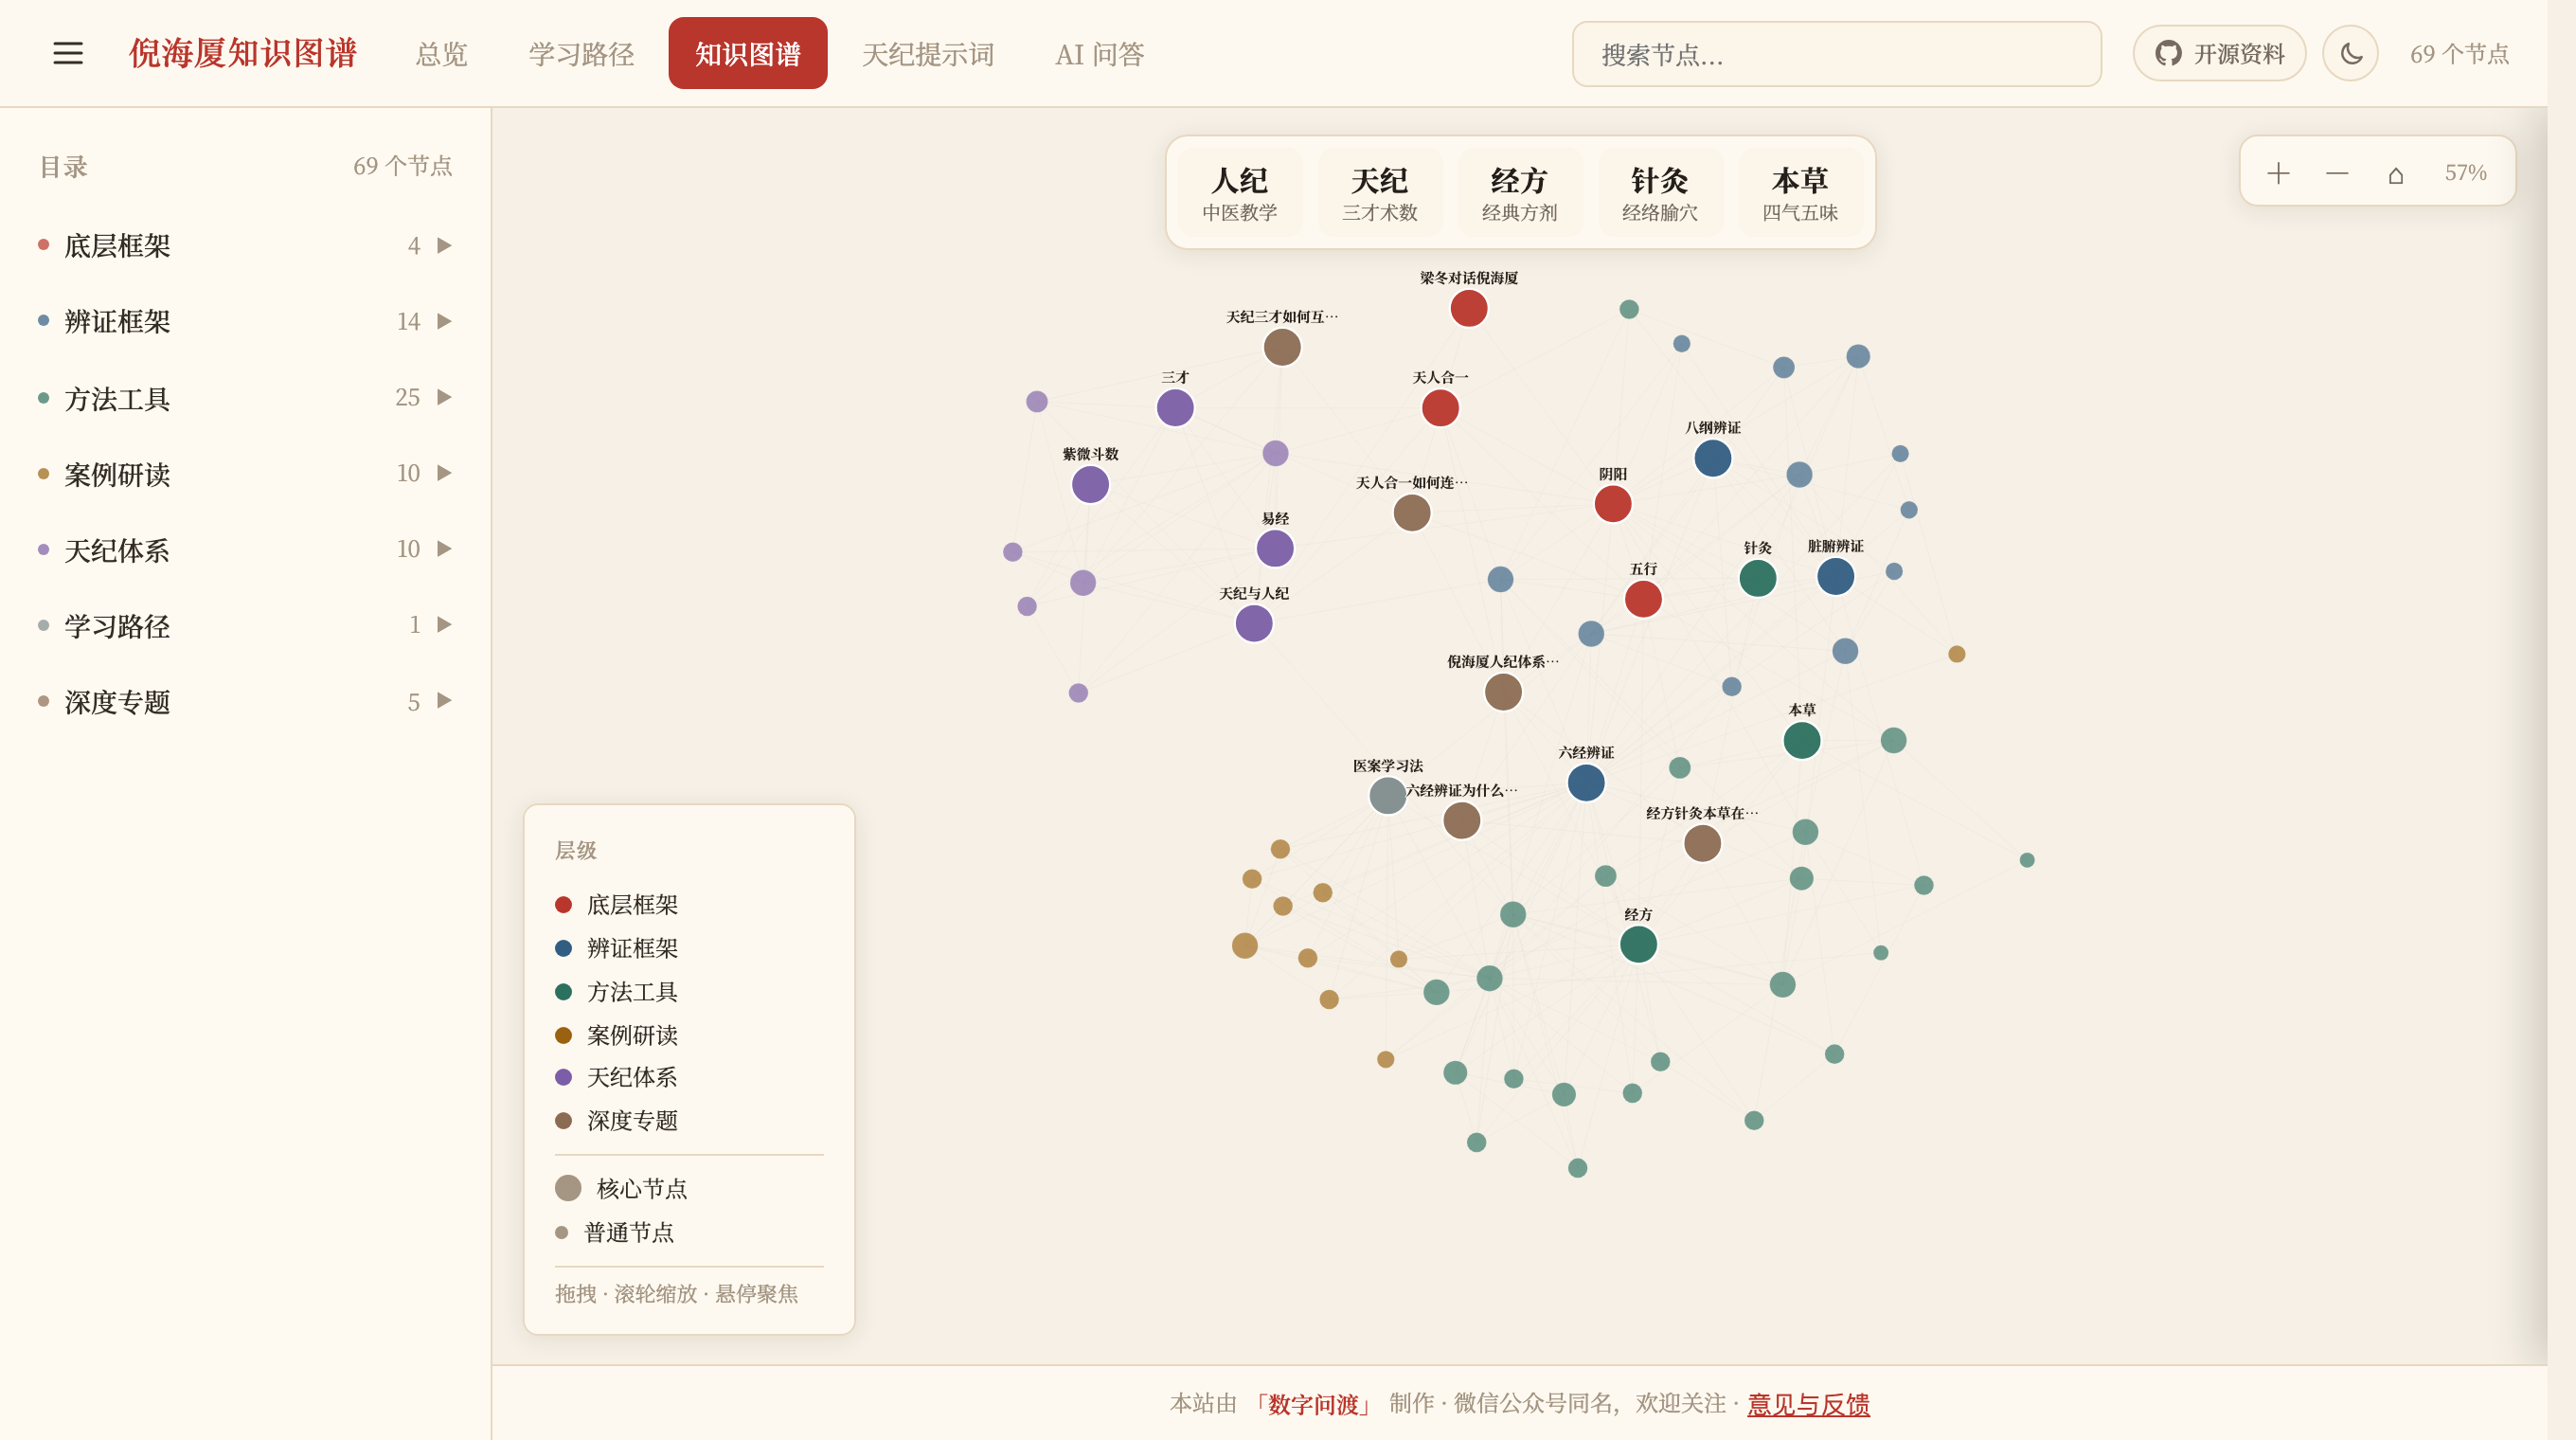 倪海厦知识图谱
总览
学习路径
知识图谱
天纪提示词
AI 问答
搜索节点...
开源资料
69 个节点
目录
69 个节点
底层框架 4 ▶
辨证框架 14 ▶
方法工具 25 ▶
案例研读 10 ▶
天纪体系 10 ▶
学习路径 1 ▶
深度专题 5 ▶
人纪
中医教学
天纪
三才术数
经方
经典方剂
针灸
经络腧穴
本草
四气五味
57%
梁冬对话倪海厦
天纪三才如何互…
三才
天人合一
八纲辨证
紫微斗数
阴阳
天人合一如何连…
易经
针灸
脏腑辨证
五行
天纪与人纪
倪海厦人纪体系…
本草
六经辨证
医案学习法
六经辨证为什么…
经方针灸本草在…
经方
层级
底层框架
辨证框架
方法工具
案例研读
天纪体系
深度专题
核心节点
普通节点
拖拽 · 滚轮缩放 · 悬停聚焦
本站由 「数字问渡」 制作 · 微信公众号同名，欢迎关注 · 意见与反馈